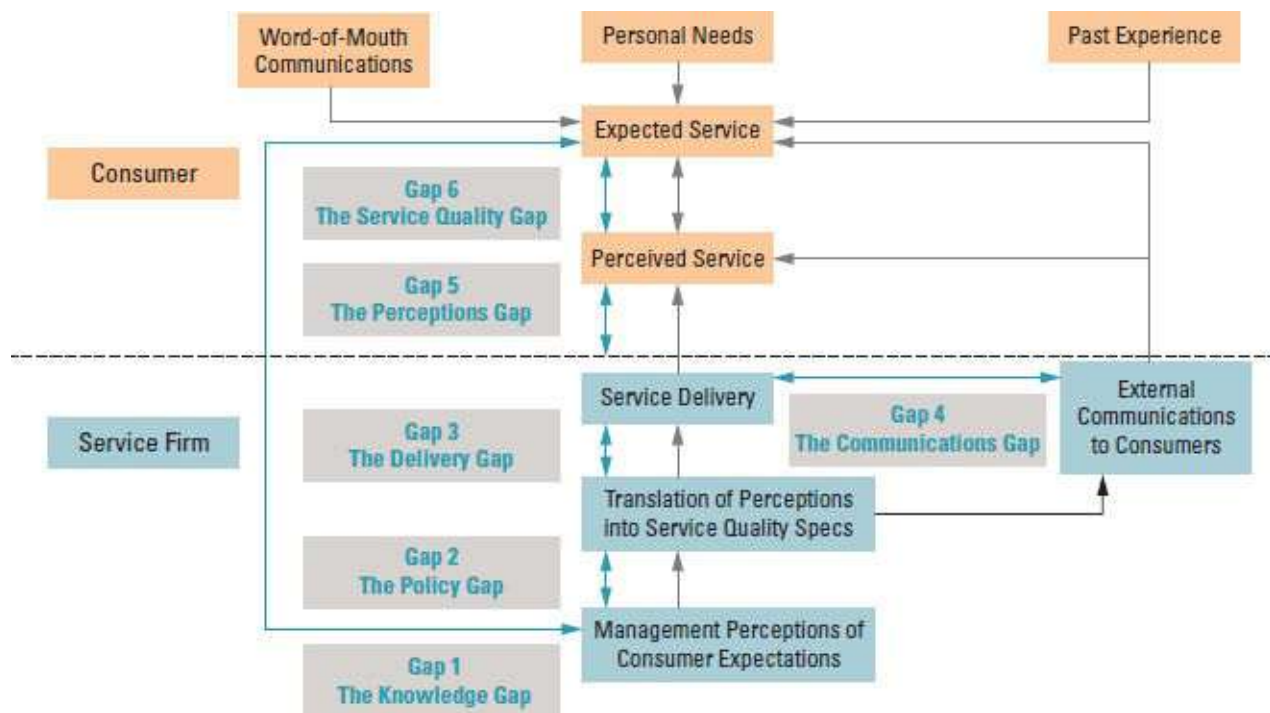 Word-of-Mouth
Communications
Personal Needs
Past Experience
Expected Service
Consumer
Gap 6
The Service Quality Gap
Perceived Service
Gap 5
The Perceptions Gap
Service Delivery
External
Communications
to Consumers
Gap 4
The Communications Gap
Service Firm
Gap 3
The Delivery Gap
Translation of Perceptions
into Service Quality Specs
Gap 2
The Policy Gap
Management Perceptions of
Consumer Expectations
Gap 1
The Knowledge Gap